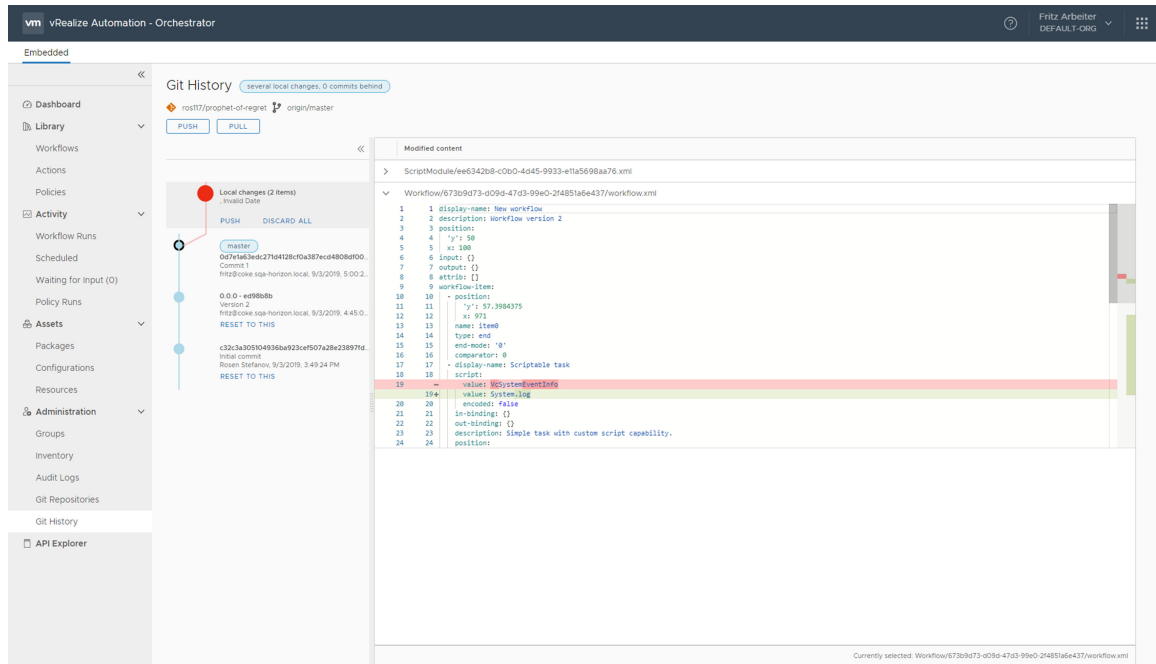 vm vRealize Automation - Orchestrator
Fritz Arbeiter
DEFAULT-ORG
Embedded
Dashboard
Library
Workflows
Actions
Policies
Activity
Workflow Runs
Scheduled
Waiting for Input (0)
Policy Runs
Assets
Packages
Configurations
Resources
Administration
Groups
Inventory
Audit Logs
Git Repositories
Git History
API Explorer
Git History several local changes, 0 commits behind
ros117/prophet-of-regret origin/master
PUSH PULL
Local changes (2 items)
, Invalid Date
PUSH DISCARD ALL
master
0d7e1a63edc271d4128cf0a387ecd4808df00...
Commit 1
fritz@coke.sqa-horizon.local, 9/3/2019, 5:00:2...
0.0.0 - ed98b8b
Version 2
fritz@coke.sqa-horizon.local, 9/3/2019, 4:45:0...
RESET TO THIS
c32c3a305104936ba923cef507a28e23897fd...
Initial commit
Rosen Stefanov, 9/3/2019, 3:49:24 PM
RESET TO THIS
Modified content
ScriptModule/ee6342b8-c0b0-4d45-9933-e11a5698aa76.xml
Workflow/673b9d73-d09d-47d3-99e0-2f4851a6e437/workflow.xml
1 1 display-name: New workflow
2 2 description: Workflow version 2
3 3 position:
4 4 'y': 50
5 5 x: 100
6 6 input: {}
7 7 output: {}
8 8 attrib: []
9 9 workflow-item:
10 10 - position:
11 11 'y': 57.3984375
12 12 x: 971
13 13 name: item0
14 14 type: end
15 15 end-mode: '0'
16 16 comparator: 0
17 17 - display-name: Scriptable task
18 18 script:
19 - value: VcSystemEventInfo
19+ value: System.log
20 20 encoded: false
21 21 in-binding: {}
22 22 out-binding: {}
23 23 description: Simple task with custom script capability.
24 24 position:
Currently selected: Workflow/673b9d73-d09d-47d3-99e0-2f4851a6e437/workflow.xml